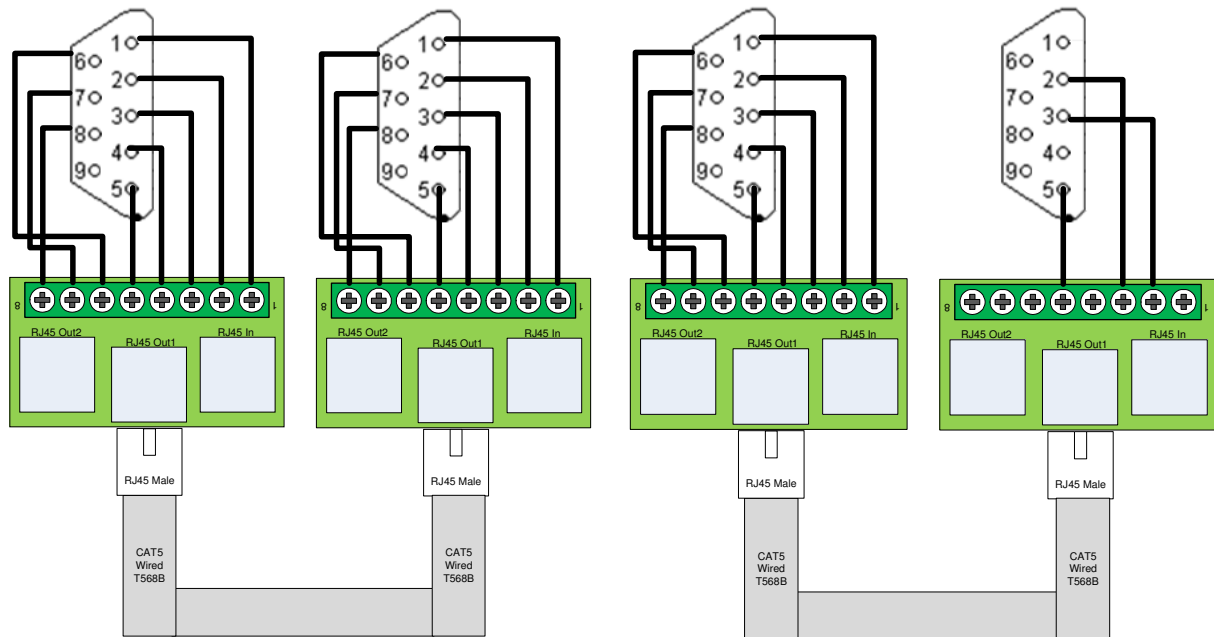 1
6
2
7
3
8
4
9
5
1
6
2
7
3
8
4
9
5
1
6
2
7
3
8
4
9
5
1
6
2
7
3
8
4
9
5
8
1
8
1
8
1
8
1
RJ45 Out2
RJ45 Out1
RJ45 In
RJ45 Out2
RJ45 Out1
RJ45 In
RJ45 Out2
RJ45 Out1
RJ45 In
RJ45 Out2
RJ45 Out1
RJ45 In
RJ45 Male
RJ45 Male
RJ45 Male
RJ45 Male
CAT5
Wired
T568B
CAT5
Wired
T568B
CAT5
Wired
T568B
CAT5
Wired
T568B